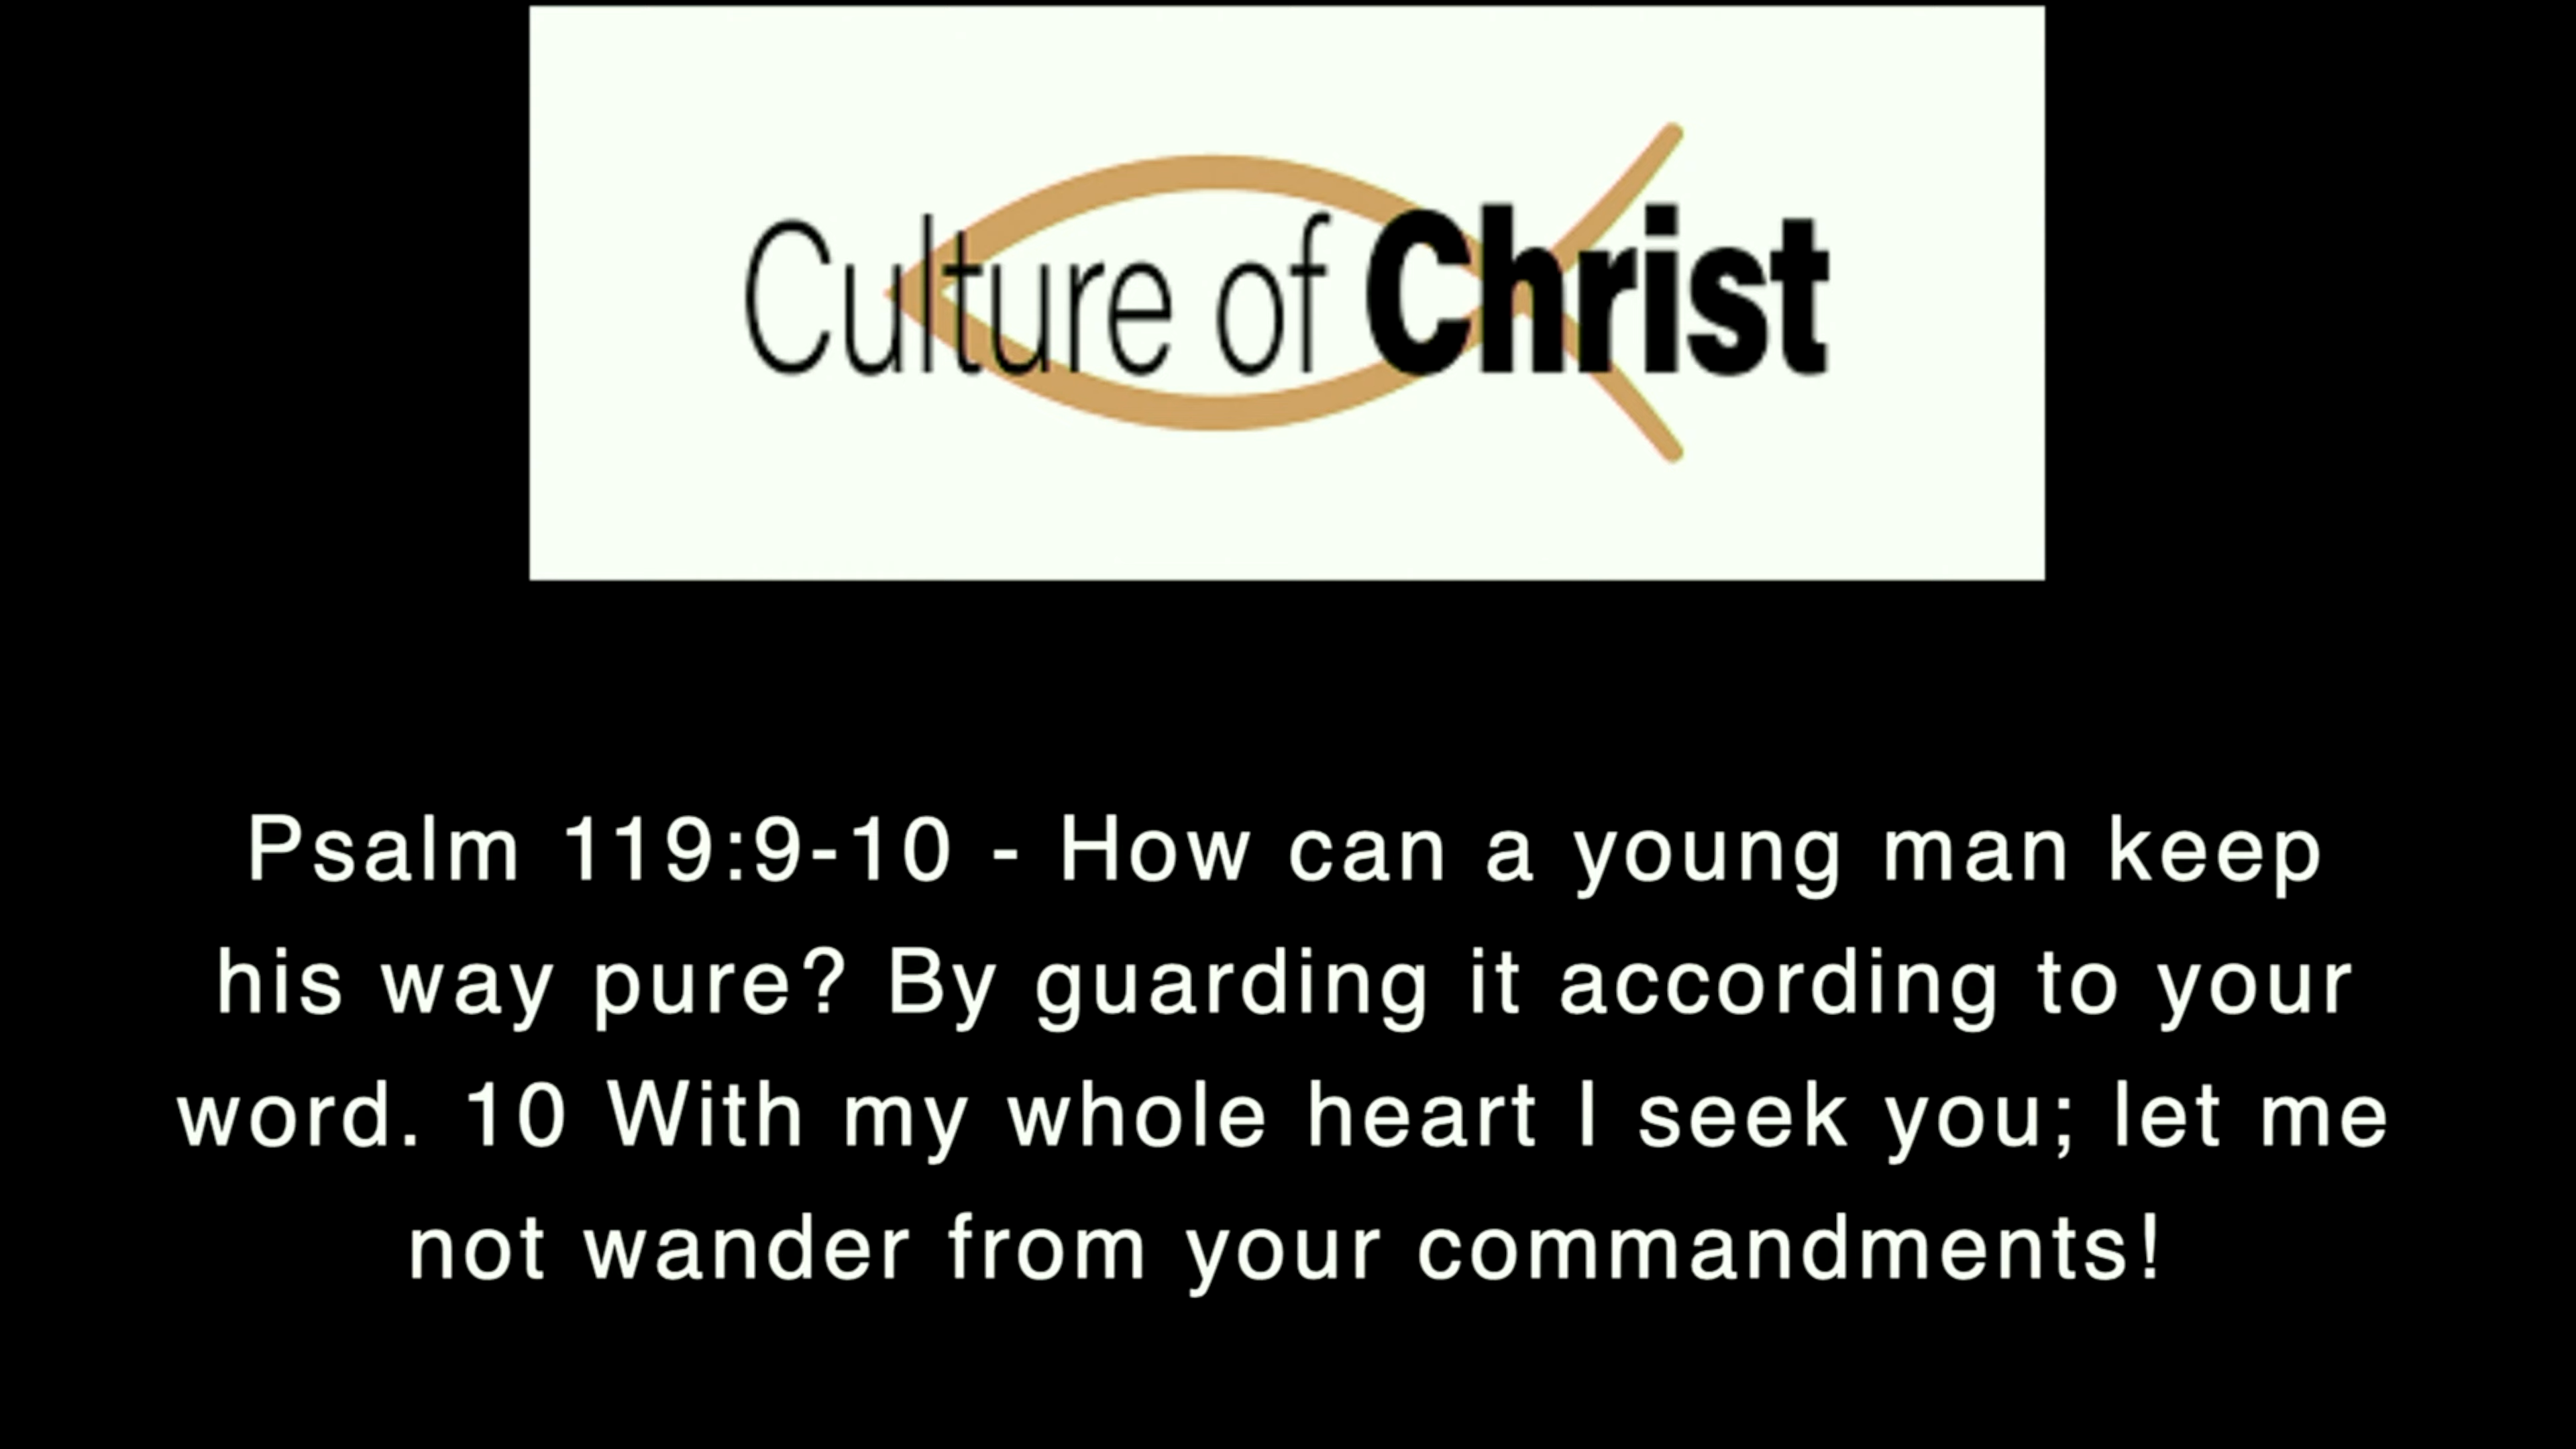 Culture of Christ
Psalm 119:9-10 - How can a young man keep
his way pure? By guarding it according to your
word. 10 With my whole heart I seek you; let me
not wander from your commandments!